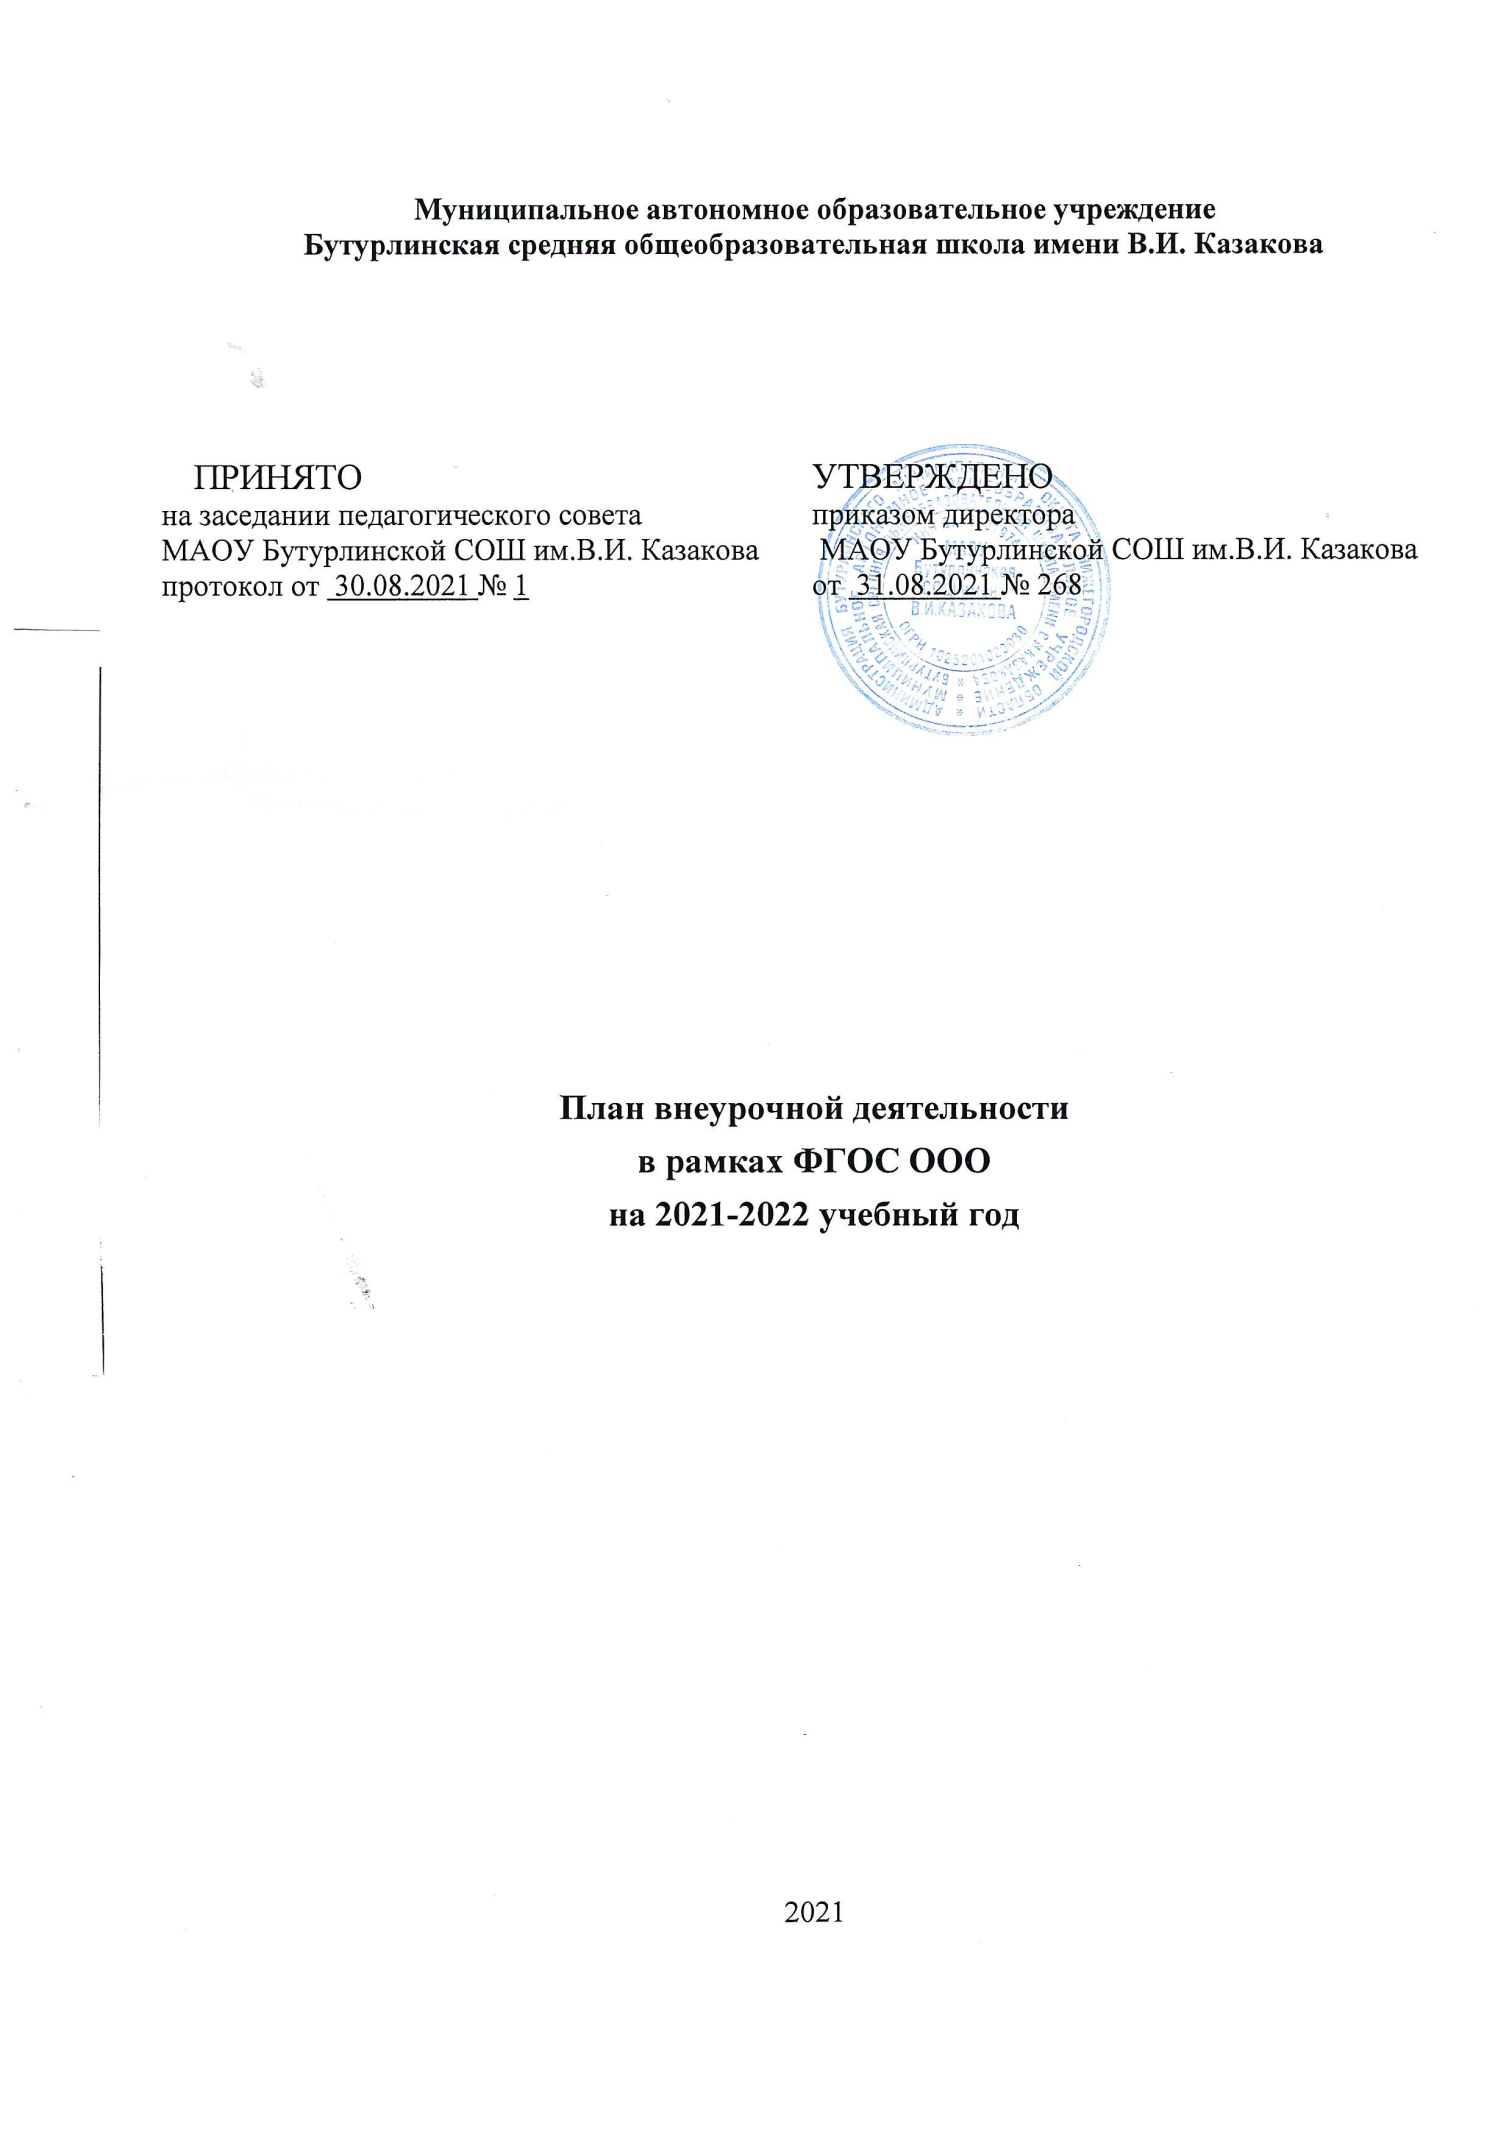 Муниципальное автономное образовательное учреждение
Бутурлинская средняя общеобразовательная школа имени В.И. Казакова
ПРИНЯТО
на заседании педагогического совета
МАОУ Бутурлинской СОШ им.В.И. Казакова
протокол от 30.08.2021 № 1
УТВЕРЖДЕНО
приказом директора
МАОУ Бутурлинской СОШ им.В.И. Казакова
от 31.08.2021 № 268
В.И.КАЗАКОВА
План внеурочной деятельности
в рамках ФГОС ООО
на 2021-2022 учебный год
2021